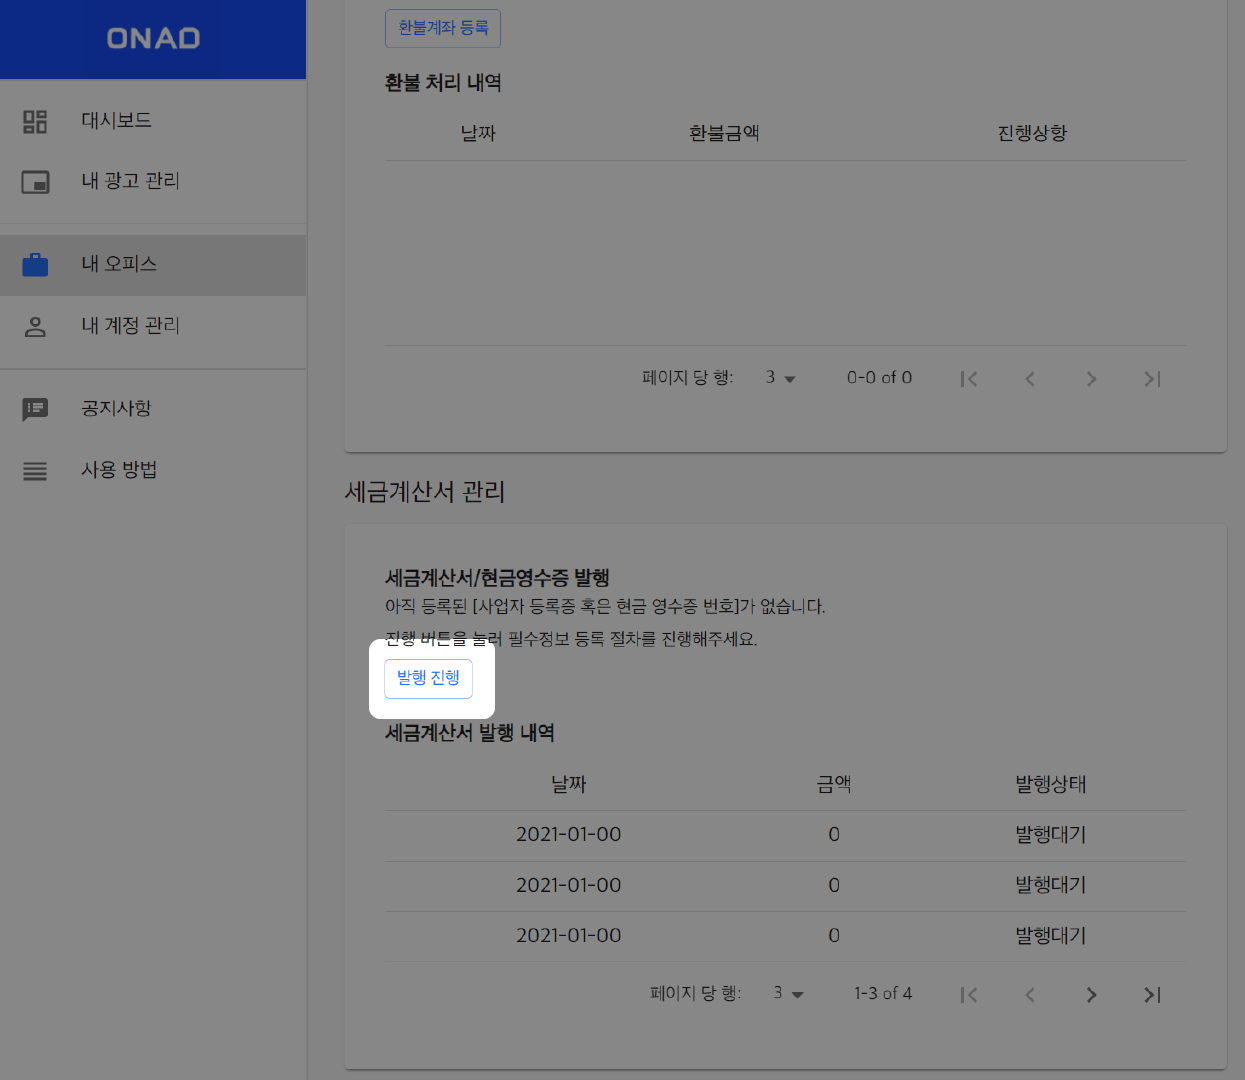 ONAD
대시보드
내 광고 관리
내 오피스
내 계정 관리
공지사항
사용 방법
환불계좌 등록
환불 처리 내역
날짜 환불금액 진행상항
페이지 당 행: 3 0-0 of 0
세금계산서 관리
세금계산서/현금영수증 발행
아직 등록된 [사업자 등록증 혹은 현금 영수증 번호]가 없습니다.
진행 버튼을 눌러 필수정보 등록 절차를 진행해주세요.
발행 진행
세금계산서 발행 내역
날짜 금액 발행상태
2021-01-00 0 발행대기
2021-01-00 0 발행대기
2021-01-00 0 발행대기
페이지 당 행: 3 1-3 of 4